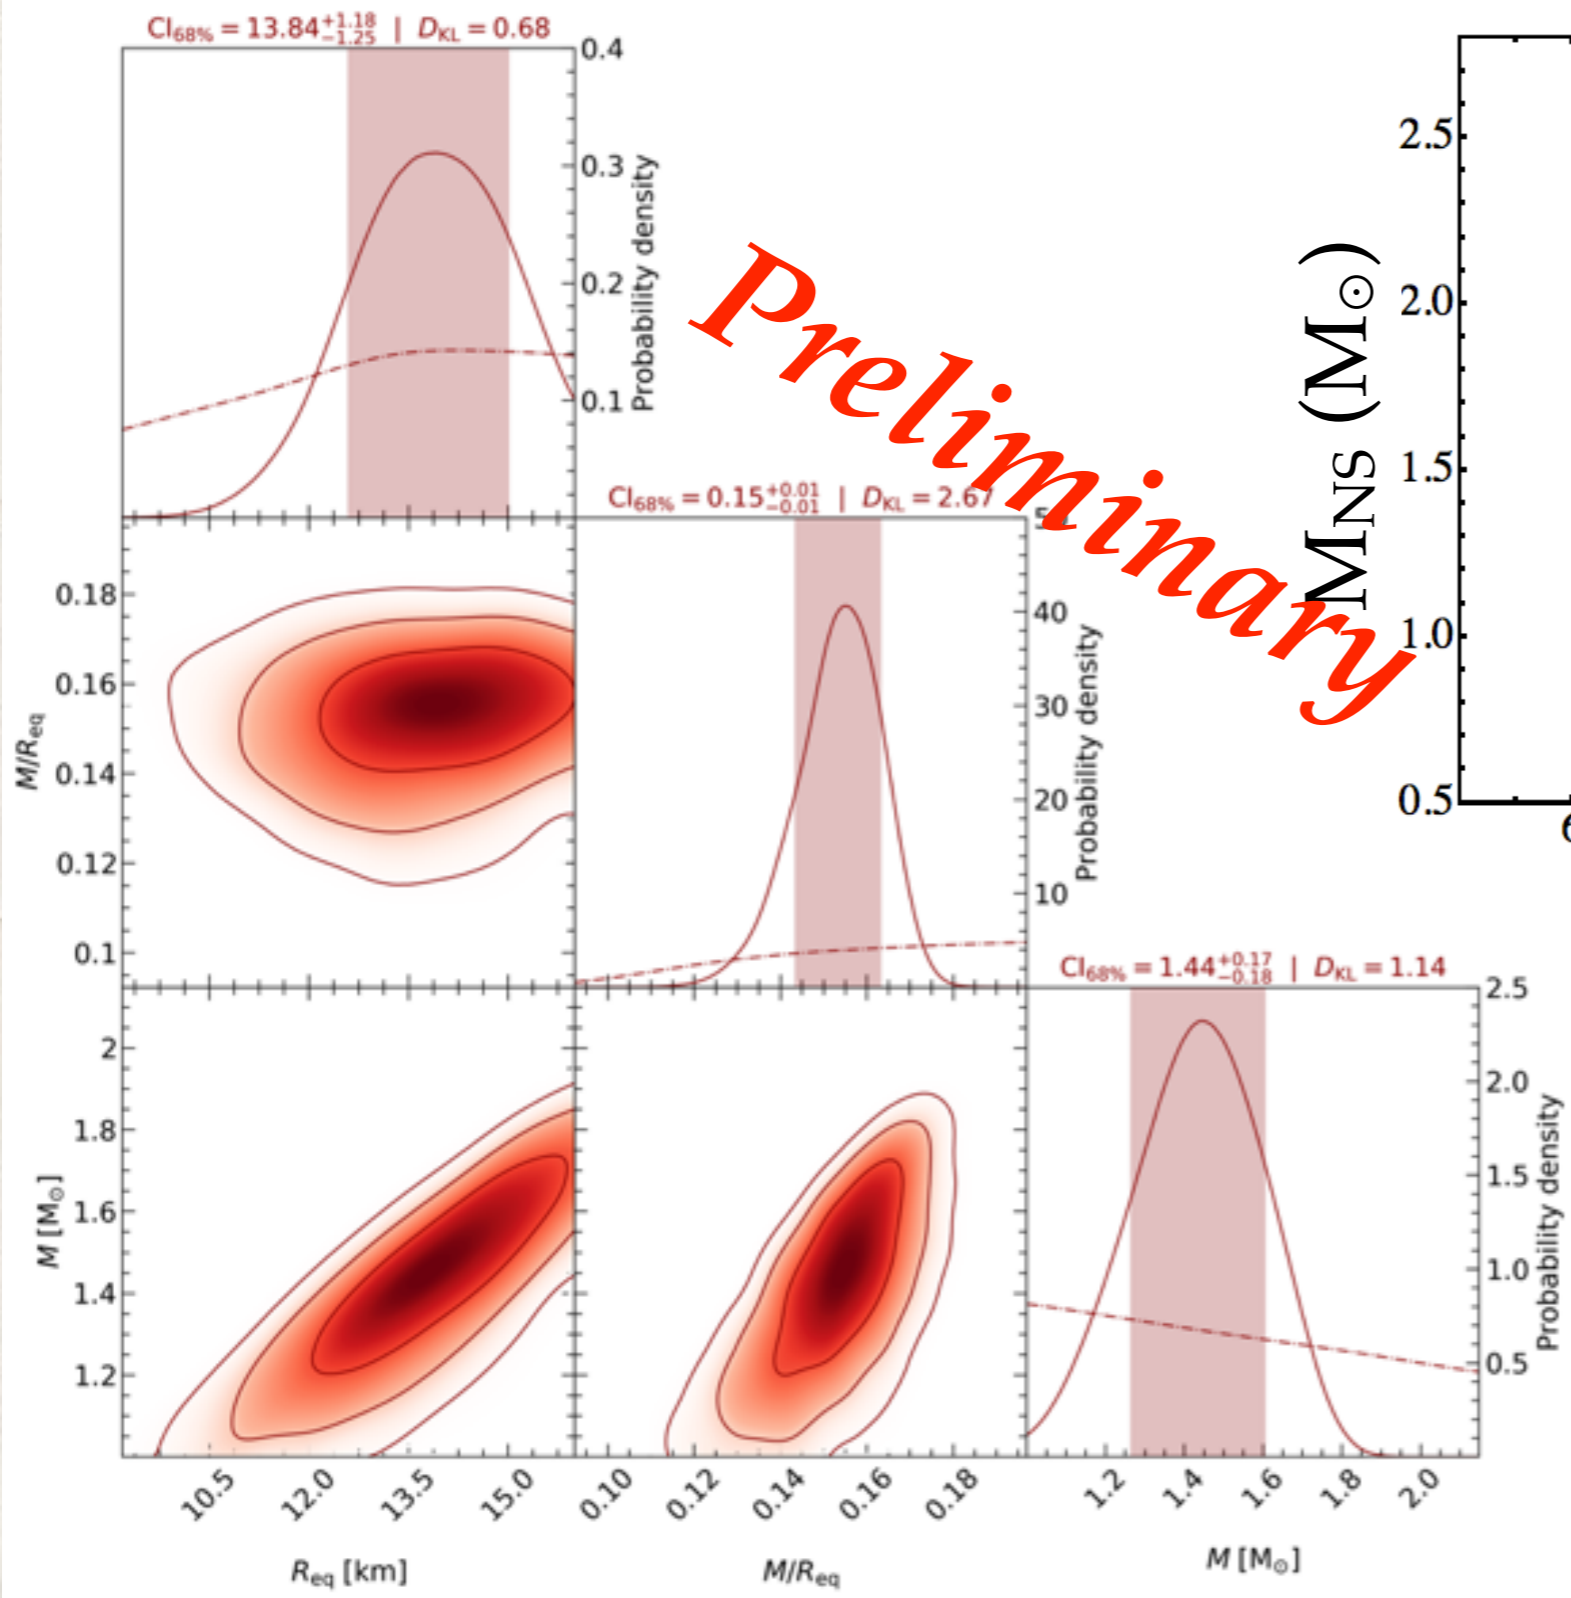 CI68% = 13.84 +1.18 −1.25 | DKL = 0.68
0.4
0.3
0.2
0.1
Probability density
Preliminary
CI68% = 0.15 +0.01 −0.01 | DKL = 2.67
40
30
20
10
Probability density
0.18
0.16
0.14
0.12
0.1
M/Req
CI68% = 1.44 +0.17 −0.18 | DKL = 1.14
2.5
2.0
1.5
1.0
0.5
Probability density
2
1.8
1.6
1.4
1.2
M [M⊙]
10.5 12.0 13.5 15.0
Req [km]
0.10 0.12 0.14 0.16 0.18
M/Req
1.2 1.4 1.6 1.8 2.0
M [M⊙]
2.5
2.0
1.5
1.0
0.5
MNS (M⊙)